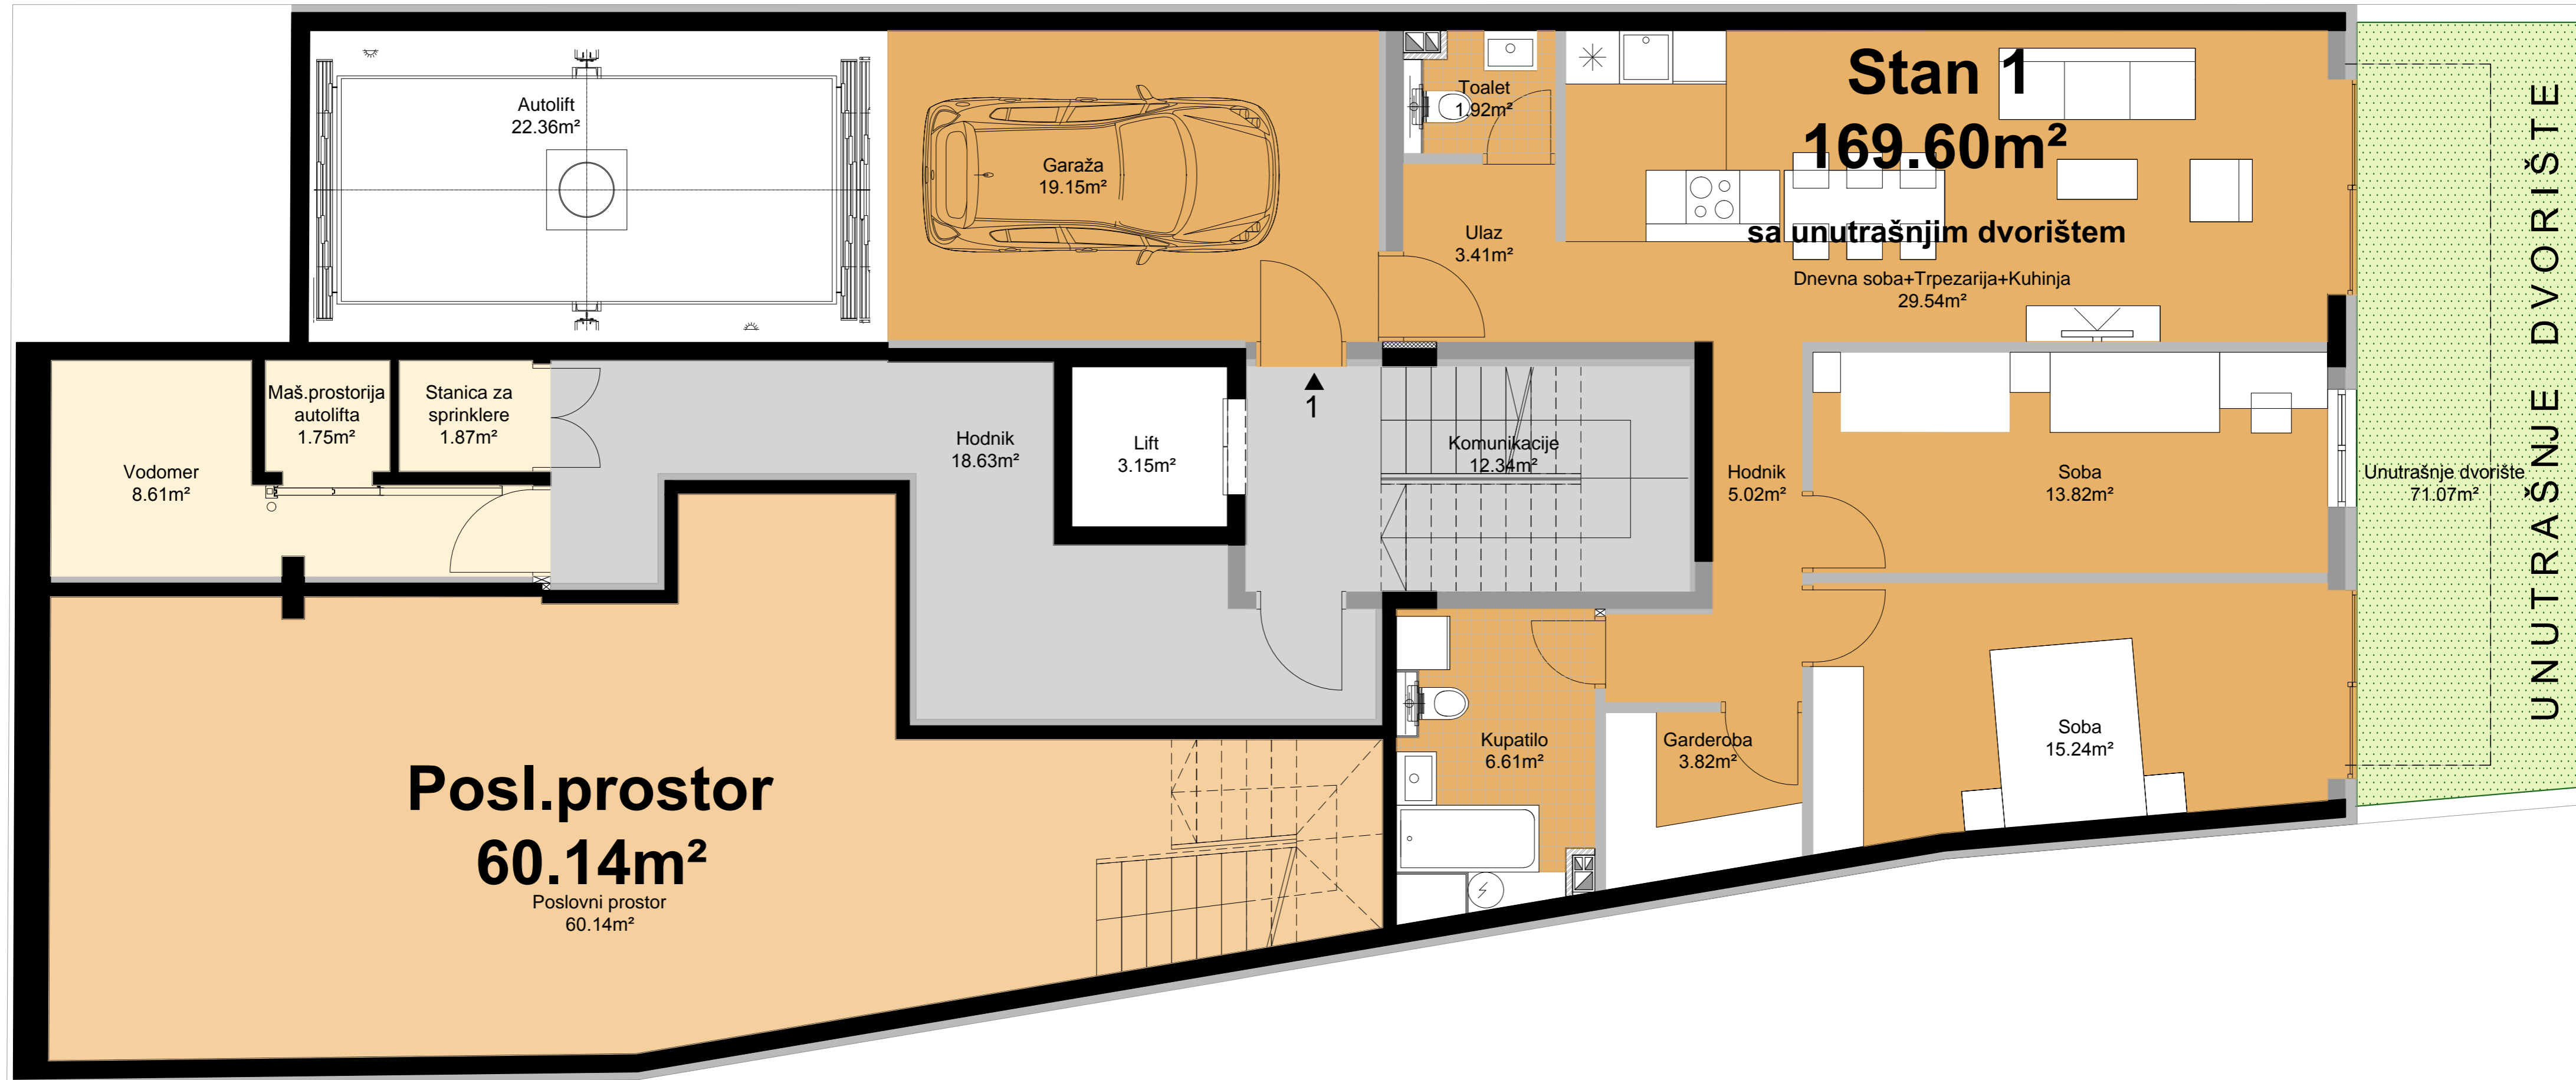 Autolift
22.36m²
Garaža
19.15m²
Toalet
1.92m²
Ulaz
3.41m²
Stan 1
169.60m²
sa unutrašnjim dvorištem
Dnevna soba+Trpezarija+Kuhinja
29.54m²
Vodomer
8.61m²
Maš.prostorija
autolifta
1.75m²
Stanica za
sprinklere
1.87m²
Hodnik
18.63m²
Lift
3.15m²
1
Komunikacije
12.34m²
Hodnik
5.02m²
Soba
13.82m²
Unutrašnje dvorište
71.07m²
UNUTRAŠNJE DVORIŠTE
Posl.prostor
60.14m²
Poslovni prostor
60.14m²
Kupatilo
6.61m²
Garderoba
3.82m²
Soba
15.24m²